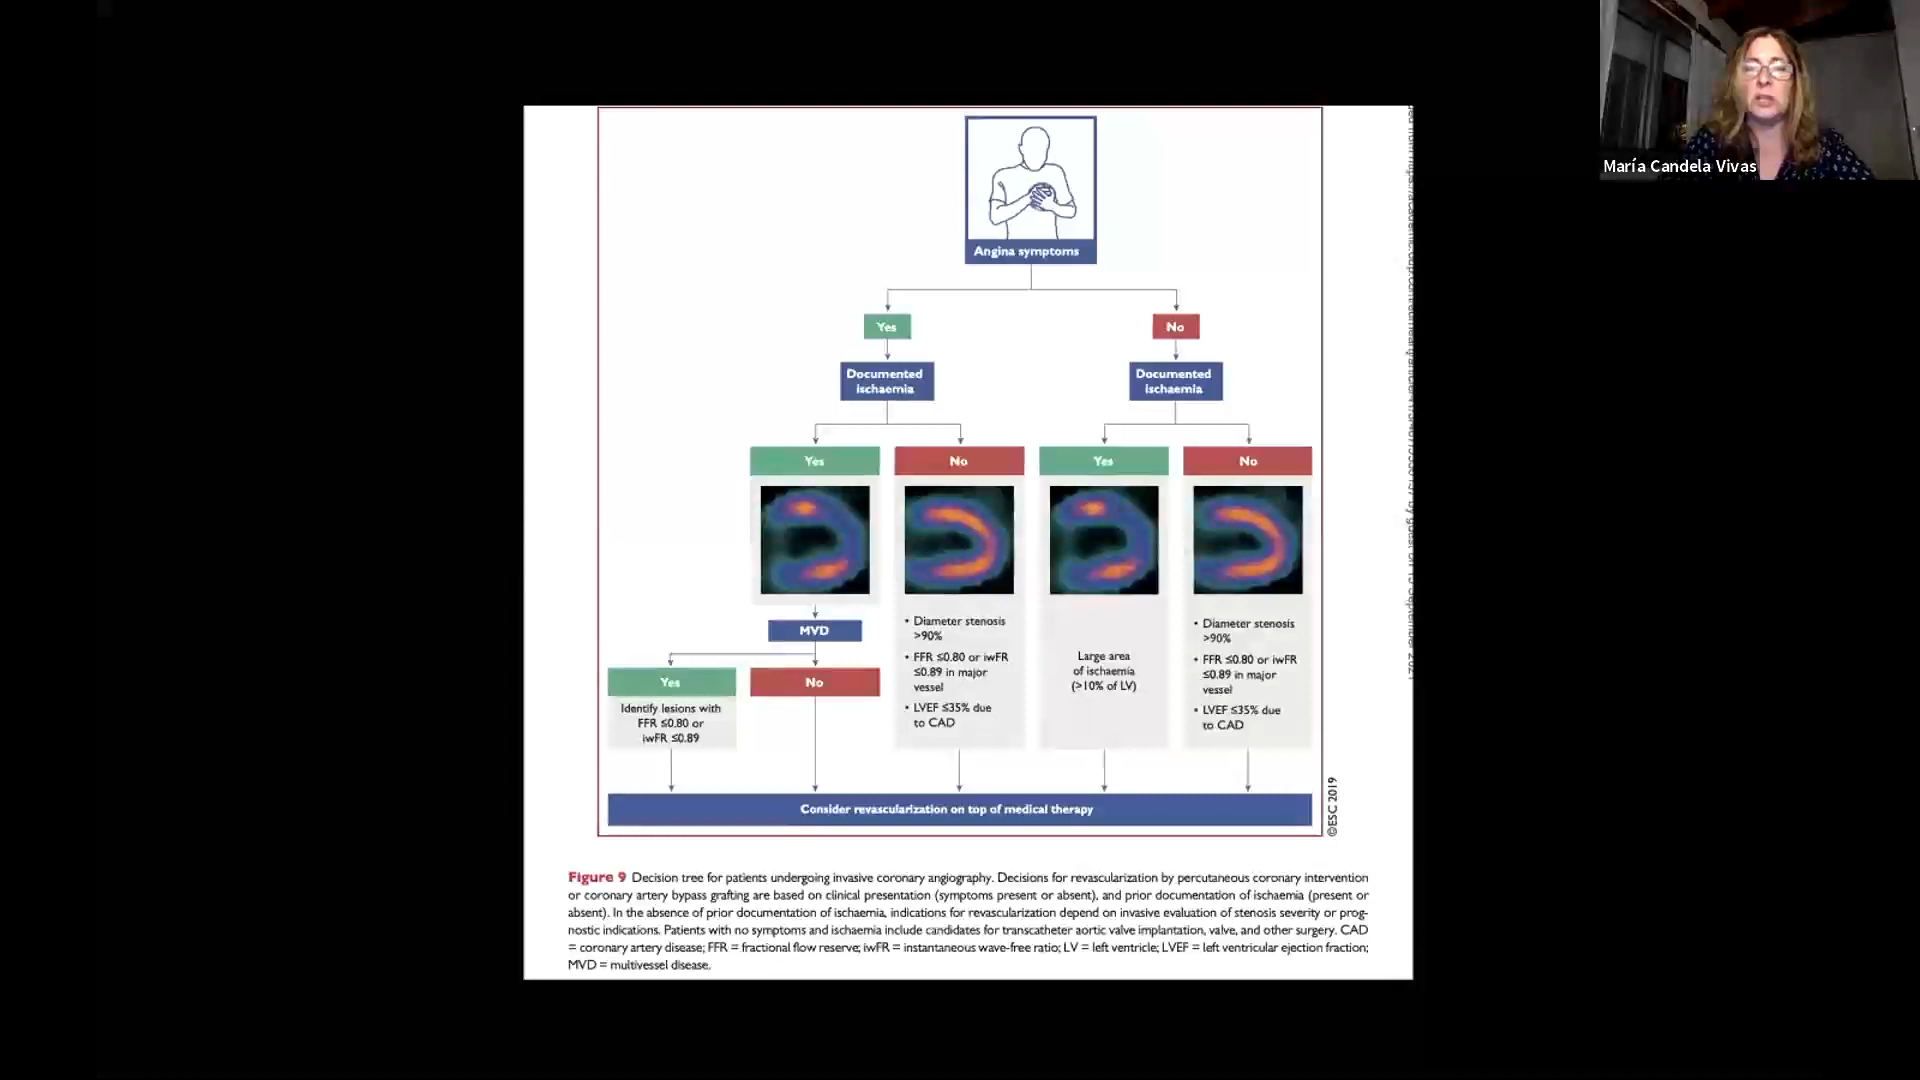 María Candela Vivas
Angina symptoms
Yes
No
Documented
ischaemia
Documented
ischaemia
Yes
No
Yes
No
MVD
Yes
No
Identify lesions with
FFR ≤0.80 or
iwFR ≤0.89
• Diameter stenosis
>90%
• FFR ≤0.80 or iwFR
≤0.89 in major
vessel
• LVEF ≤35% due
to CAD
Large area
of ischaemia
(>10% of LV)
• Diameter stenosis
>90%
• FFR ≤0.80 or iwFR
≤0.89 in major
vessel
• LVEF ≤35% due
to CAD
Consider revascularization on top of medical therapy
©ESC 2019
Figure 9 Decision tree for patients undergoing invasive coronary angiography. Decisions for revascularization by percutaneous coronary intervention
or coronary artery bypass grafting are based on clinical presentation (symptoms present or absent), and prior documentation of ischaemia (present or
absent). In the absence of prior documentation of ischaemia, indications for revascularization depend on invasive evaluation of stenosis severity or prog-
nostic indications. Patients with no symptoms and ischaemia include candidates for transcatheter aortic valve implantation, valve, and other surgery. CAD
= coronary artery disease; FFR = fractional flow reserve; iwFR = instantaneous wave-free ratio; LV = left ventricle; LVEF = left ventricular ejection fraction;
MVD = multivessel disease.